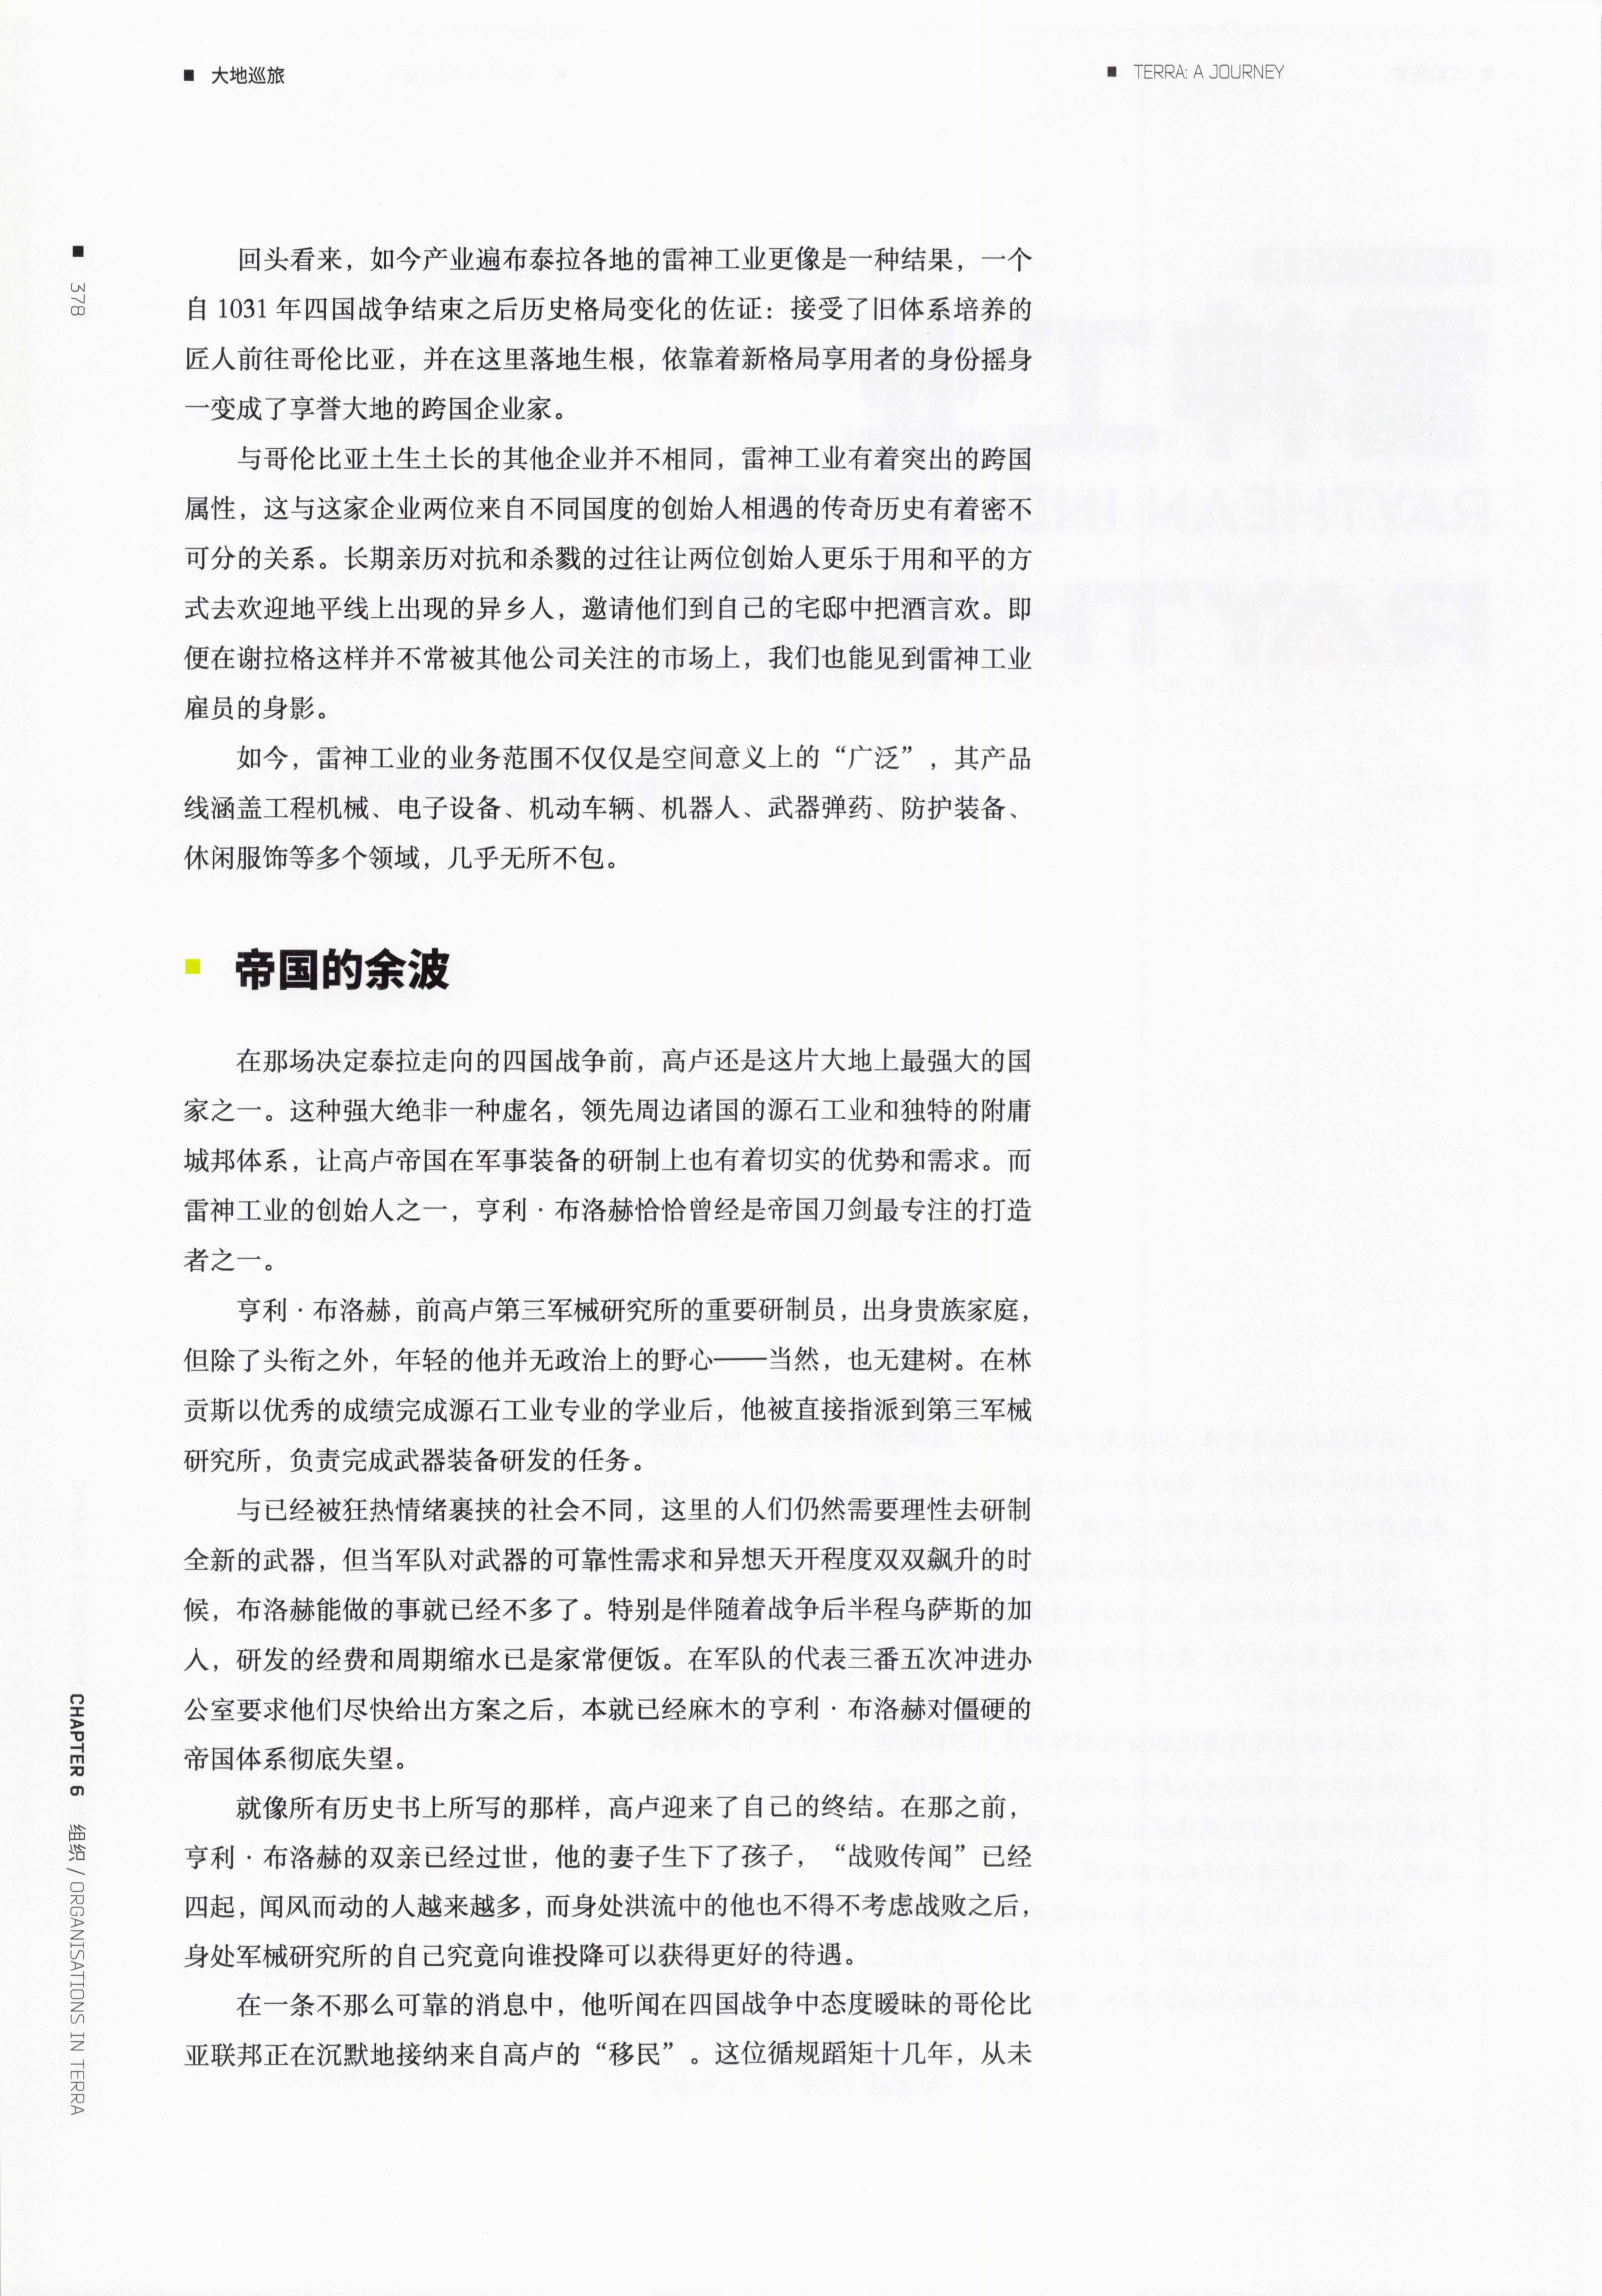 ■ 大地巡旅
■ TERRA: A JOURNEY
■ 378
回头看来，如今产业遍布泰拉各地的雷神工业更像是一种结果，一个
自 1031 年四国战争结束之后历史格局变化的佐证：接受了旧体系培养的
匠人前往哥伦比亚，并在这里落地生根，依靠着新格局享用者的身份摇身
一变成了享誉大地的跨国企业家。
与哥伦比亚土生土长的其他企业并不相同，雷神工业有着突出的跨国
属性，这与这家企业两位来自不同国度的创始人相遇的传奇历史有着密不
可分的关系。长期亲历对抗和杀戮的过往让两位创始人更乐于用和平的方
式去欢迎地平线上出现的异乡人，邀请他们到自己的宅邸中把酒言欢。即
便在谢拉格这样并不常被其他公司关注的市场上，我们也能见到雷神工业
雇员的身影。
如今，雷神工业的业务范围不仅仅是空间意义上的“广泛”，其产品
线涵盖工程机械、电子设备、机动车辆、机器人、武器弹药、防护装备、
休闲服饰等多个领域，几乎无所不包。
■ 帝国的余波
在那场决定泰拉走向的四国战争前，高卢还是这片大地上最强大的国
家之一。这种强大绝非一种虚名，领先周边诸国的源石工业和独特的附庸
城邦体系，让高卢帝国在军事装备的研制上也有着切实的优势和需求。而
雷神工业的创始人之一，亨利·布洛赫恰恰曾经是帝国刀剑最专注的打造
者之一。
亨利·布洛赫，前高卢第三军械研究所的重要研制员，出身贵族家庭，
但除了头衔之外，年轻的他并无政治上的野心——当然，也无建树。在林
贡斯以优秀的成绩完成源石工业专业的学业后，他被直接指派到第三军械
研究所，负责完成武器装备研发的任务。
与已经被狂热情绪裹挟的社会不同，这里的人们仍然需要理性去研制
全新的武器，但当军队对武器的可靠性需求和异想天开程度双双飙升的时
候，布洛赫能做的事就已经不多了。特别是伴随着战争后半程乌萨斯的加
入，研发的经费和周期缩水已是家常便饭。在军队的代表三番五次冲进办
公室要求他们尽快给出方案之后，本就已经麻木的亨利·布洛赫对僵硬的
帝国体系彻底失望。
就像所有历史书上所写的那样，高卢迎来了自己的终结。在那之前，
亨利·布洛赫的双亲已经过世，他的妻子生下了孩子，“战败传闻”已经
四起，闻风而动的人越来越多，而身处洪流中的他也不得不考虑战败之后，
身处军械研究所的自己究竟向谁投降可以获得更好的待遇。
在一条不那么可靠的消息中，他听闻在四国战争中态度暧昧的哥伦比
亚联邦正在沉默地接纳来自高卢的“移民”。这位循规蹈矩十几年，从未
CHAPTER 6 组织 / ORGANISATIONS IN TERRA